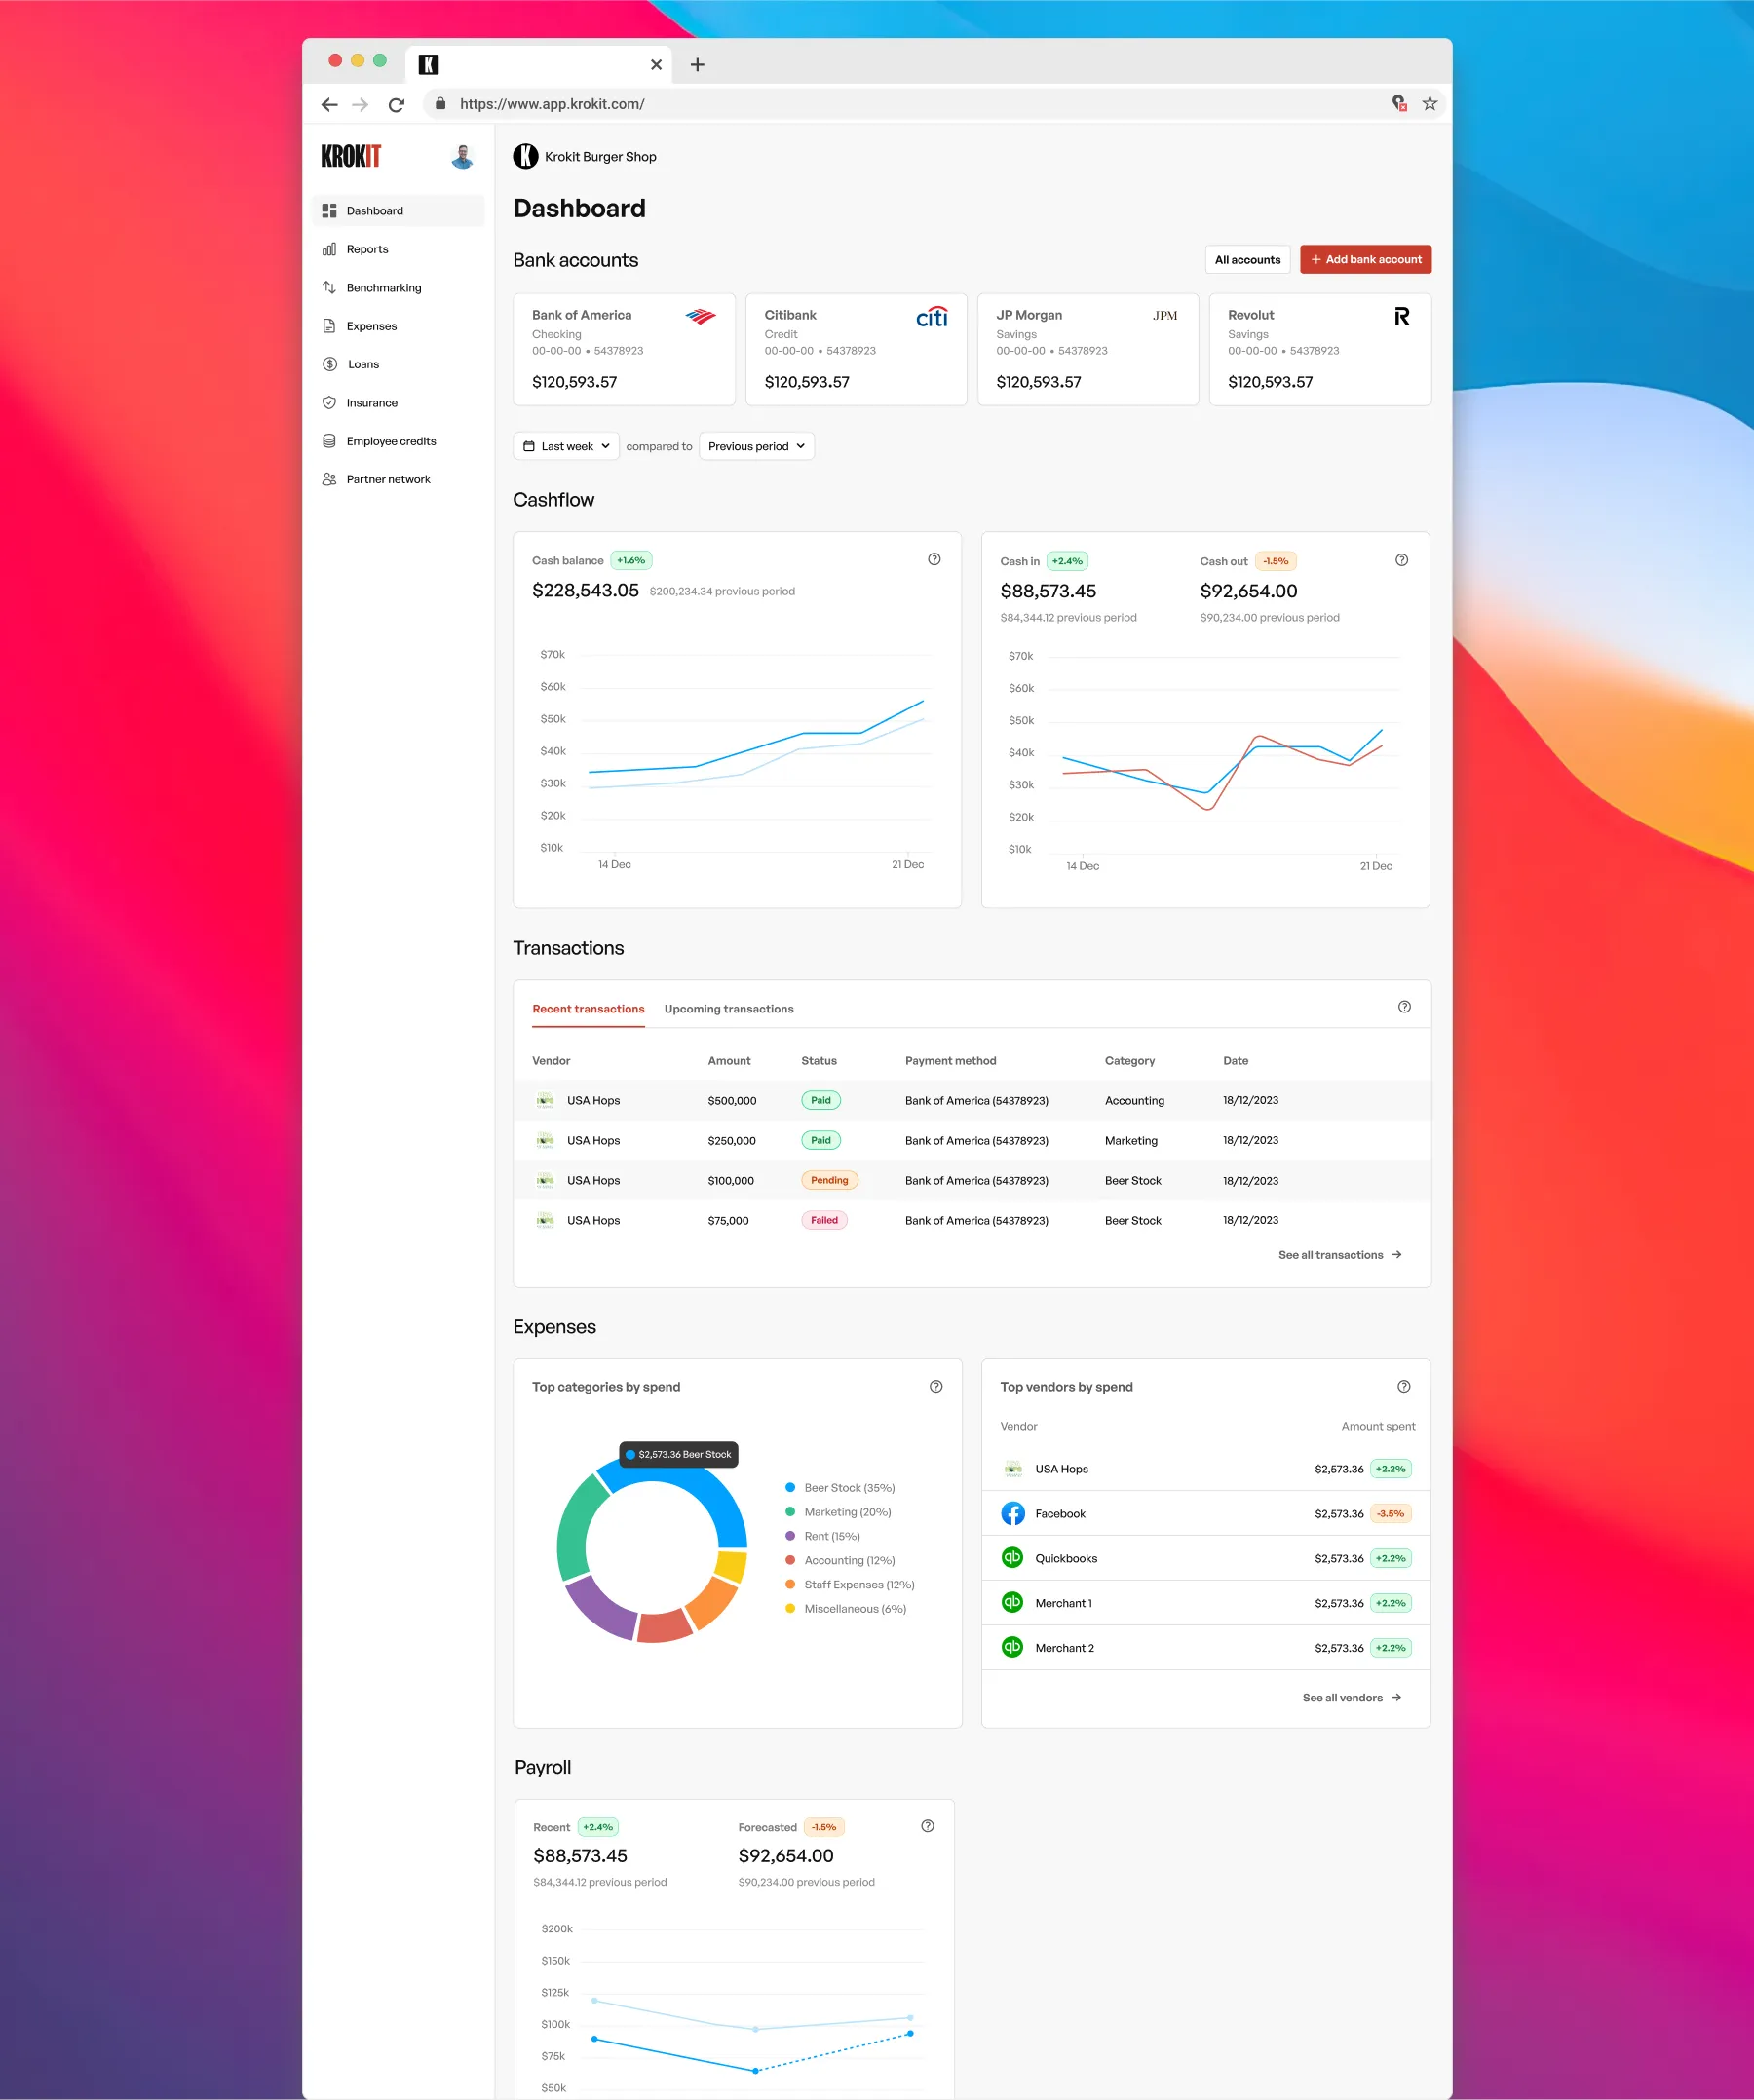 K
https://www.app.krokit.com/
KROKIT
Dashboard
Reports
Benchmarking
Expenses
Loans
Insurance
Employee credits
Partner network
K Krokit Burger Shop
Dashboard
Bank accounts
All accounts
+ Add bank account
Bank of America
Checking
00-00-00 • 54378923
$120,593.57
Citibank
citi
Credit
00-00-00 • 54378923
$120,593.57
JP Morgan
JPM
Savings
00-00-00 • 54378923
$120,593.57
Revolut
R
Savings
00-00-00 • 54378923
$120,593.57
Last week compared to Previous period
Cashflow
Cash balance +1.6%
$228,543.05 $200,234.34 previous period
$70k
$60k
$50k
$40k
$30k
$20k
$10k
14 Dec 21 Dec
Cash in +2.4%
$88,573.45
$84,344.12 previous period
Cash out -1.5%
$92,654.00
$90,234.00 previous period
$70k
$60k
$50k
$40k
$30k
$20k
$10k
14 Dec 21 Dec
Transactions
Recent transactions Upcoming transactions
Vendor Amount Status Payment method Category Date
USA Hops $500,000 Paid Bank of America (54378923) Accounting 18/12/2023
USA Hops $250,000 Paid Bank of America (54378923) Marketing 18/12/2023
USA Hops $100,000 Pending Bank of America (54378923) Beer Stock 18/12/2023
USA Hops $75,000 Failed Bank of America (54378923) Beer Stock 18/12/2023
See all transactions
Expenses
Top categories by spend
$2,573.36 Beer Stock
Beer Stock (35%)
Marketing (20%)
Rent (15%)
Accounting (12%)
Staff Expenses (12%)
Miscellaneous (6%)
Top vendors by spend
Vendor Amount spent
USA Hops $2,573.36 +2.2%
Facebook $2,573.36 -3.5%
qb Quickbooks $2,573.36 +2.2%
qb Merchant 1 $2,573.36 +2.2%
qb Merchant 2 $2,573.36 +2.2%
See all vendors
Payroll
Recent +2.4%
$88,573.45
$84,344.12 previous period
Forecasted -1.5%
$92,654.00
$90,234.00 previous period
$200k
$150k
$125k
$100k
$75k
$50k